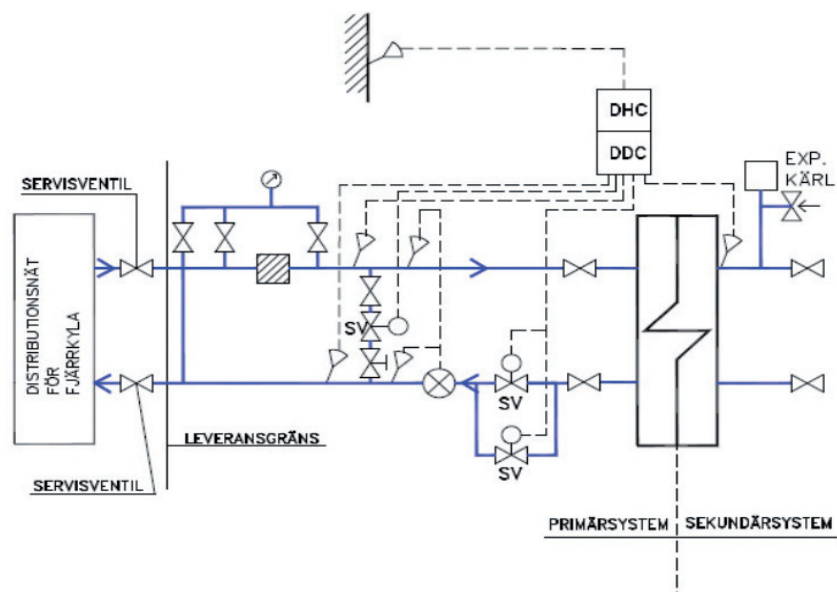 DHC
DDC
EXP.
KÄRL
SERVISVENTIL
DISTRIBUTIONSNÄT
FÖR
FJÄRRKYLA
SV
SV
SV
LEVERANSGRÄNS
SERVISVENTIL
PRIMÄRSYSTEM
SEKUNDÄRSYSTEM